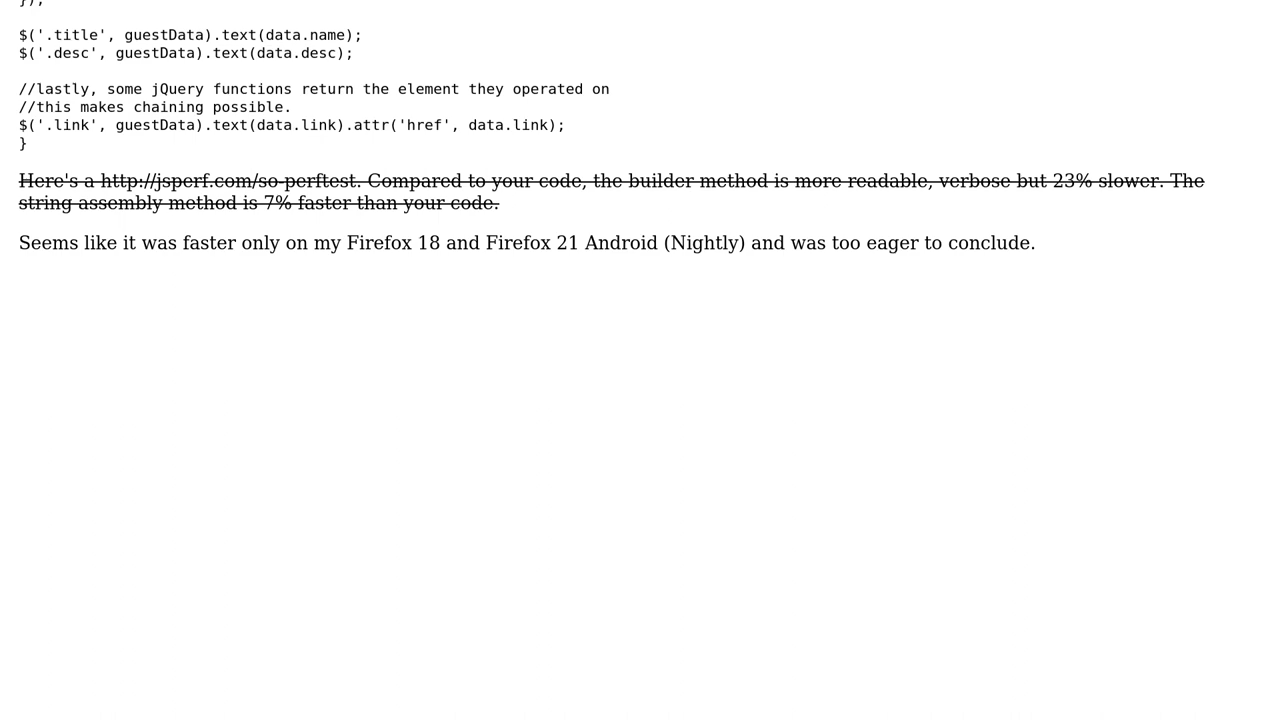 });
$('.title', guestData).text(data.name);
$('.desc', guestData).text(data.desc);
//lastly, some jQuery functions return the element they operated on
//this makes chaining possible.
$('.link', guestData).text(data.link).attr('href', data.link);
}
Here's a http://jsperf.com/so-perftest. Compared to your code, the builder method is more readable, verbose but 23% slower. The
string assembly method is 7% faster than your code.
Seems like it was faster only on my Firefox 18 and Firefox 21 Android (Nightly) and was too eager to conclude.